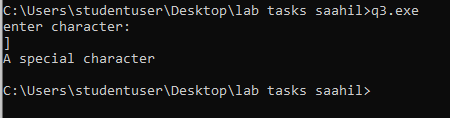 C:\Users\studentuser\Desktop\lab tasks saahil>q3.exe
enter character:
]
A special character
C:\Users\studentuser\Desktop\lab tasks saahil>